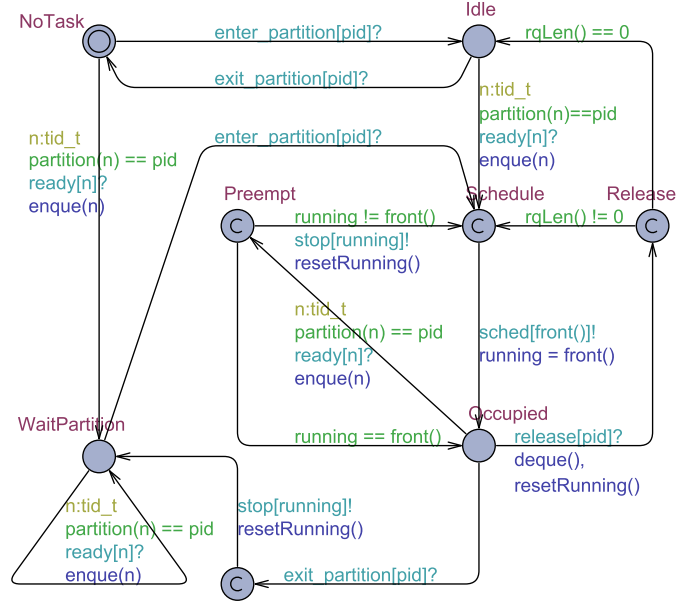 NoTask
Idle
enter_partition[pid]?
rqLen() == 0
exit_partition[pid]?
n:tid_t
partition(n)==pid
ready[n]?
enque(n)
n:tid_t
partition(n) == pid
ready[n]?
enque(n)
enter_partition[pid]?
Preempt
Schedule
Release
C
running != front()
stop[running]!
resetRunning()
C
rqLen() != 0
C
n:tid_t
partition(n) == pid
ready[n]?
enque(n)
sched[front()]!
running = front()
WaitPartition
Occupied
running == front()
release[pid]?
deque(),
resetRunning()
n:tid_t
partition(n) == pid
ready[n]?
enque(n)
stop[running]!
resetRunning()
C
exit_partition[pid]?